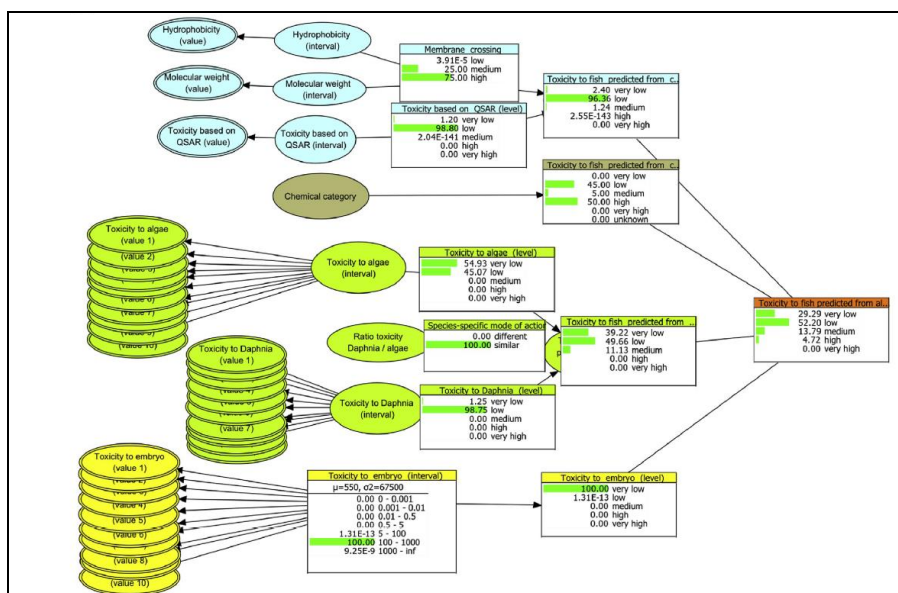 Hydrophobicity
(value)
Hydrophobicity
(interval)
Membrane crossing
3.91E-5 low
25.00 medium
75.00 high
Molecular weight
(value)
Molecular weight
(interval)
Toxicity to fish predicted from c...
2.40 very low
96.36 low
1.24 medium
2.55E-143 high
0.00 very high
Toxicity based on QSAR (level)
1.20 very low
98.80 low
2.04E-141 medium
0.00 high
0.00 very high
Toxicity based on
QSAR (value)
Toxicity based on
QSAR (interval)
Chemical category
Toxicity to fish predicted from c...
0.00 very low
45.00 low
5.00 medium
50.00 high
0.00 very high
0.00 unknown
Toxicity to algae
(value 1)
(value 2)
(value 7)
(value 10)
Toxicity to algae
(interval)
Toxicity to algae (level)
54.93 very low
45.07 low
0.00 medium
0.00 high
0.00 very high
Ratio toxicity
Daphnia / algae
Species-specific mode of action
0.00 different
100.00 similar
Toxicity to fish predicted from ...
39.22 very low
49.66 low
11.13 medium
0.00 high
0.00 very high
Toxicity to fish predicted from al...
29.29 very low
52.20 low
13.79 medium
4.72 high
0.00 very high
Toxicity to Daphnia
(value 1)
(value 7)
Toxicity to Daphnia
(interval)
Toxicity to Daphnia (level)
1.25 very low
98.75 low
0.00 medium
0.00 high
0.00 very high
Toxicity to embryo
(value 1)
(value 4)
(value 5)
(value 6)
(value 8)
(value 10)
Toxicity to embryo (interval)
μ=550, σ2=67500
0.00 0 - 0.001
0.00 0.001 - 0.01
0.00 0.01 - 0.5
0.00 0.5 - 5
1.31E-13 5 - 100
100.00 100 - 1000
9.25E-9 1000 - inf
Toxicity to embryo (level)
100.00 very low
1.31E-13 low
0.00 medium
0.00 high
0.00 very high